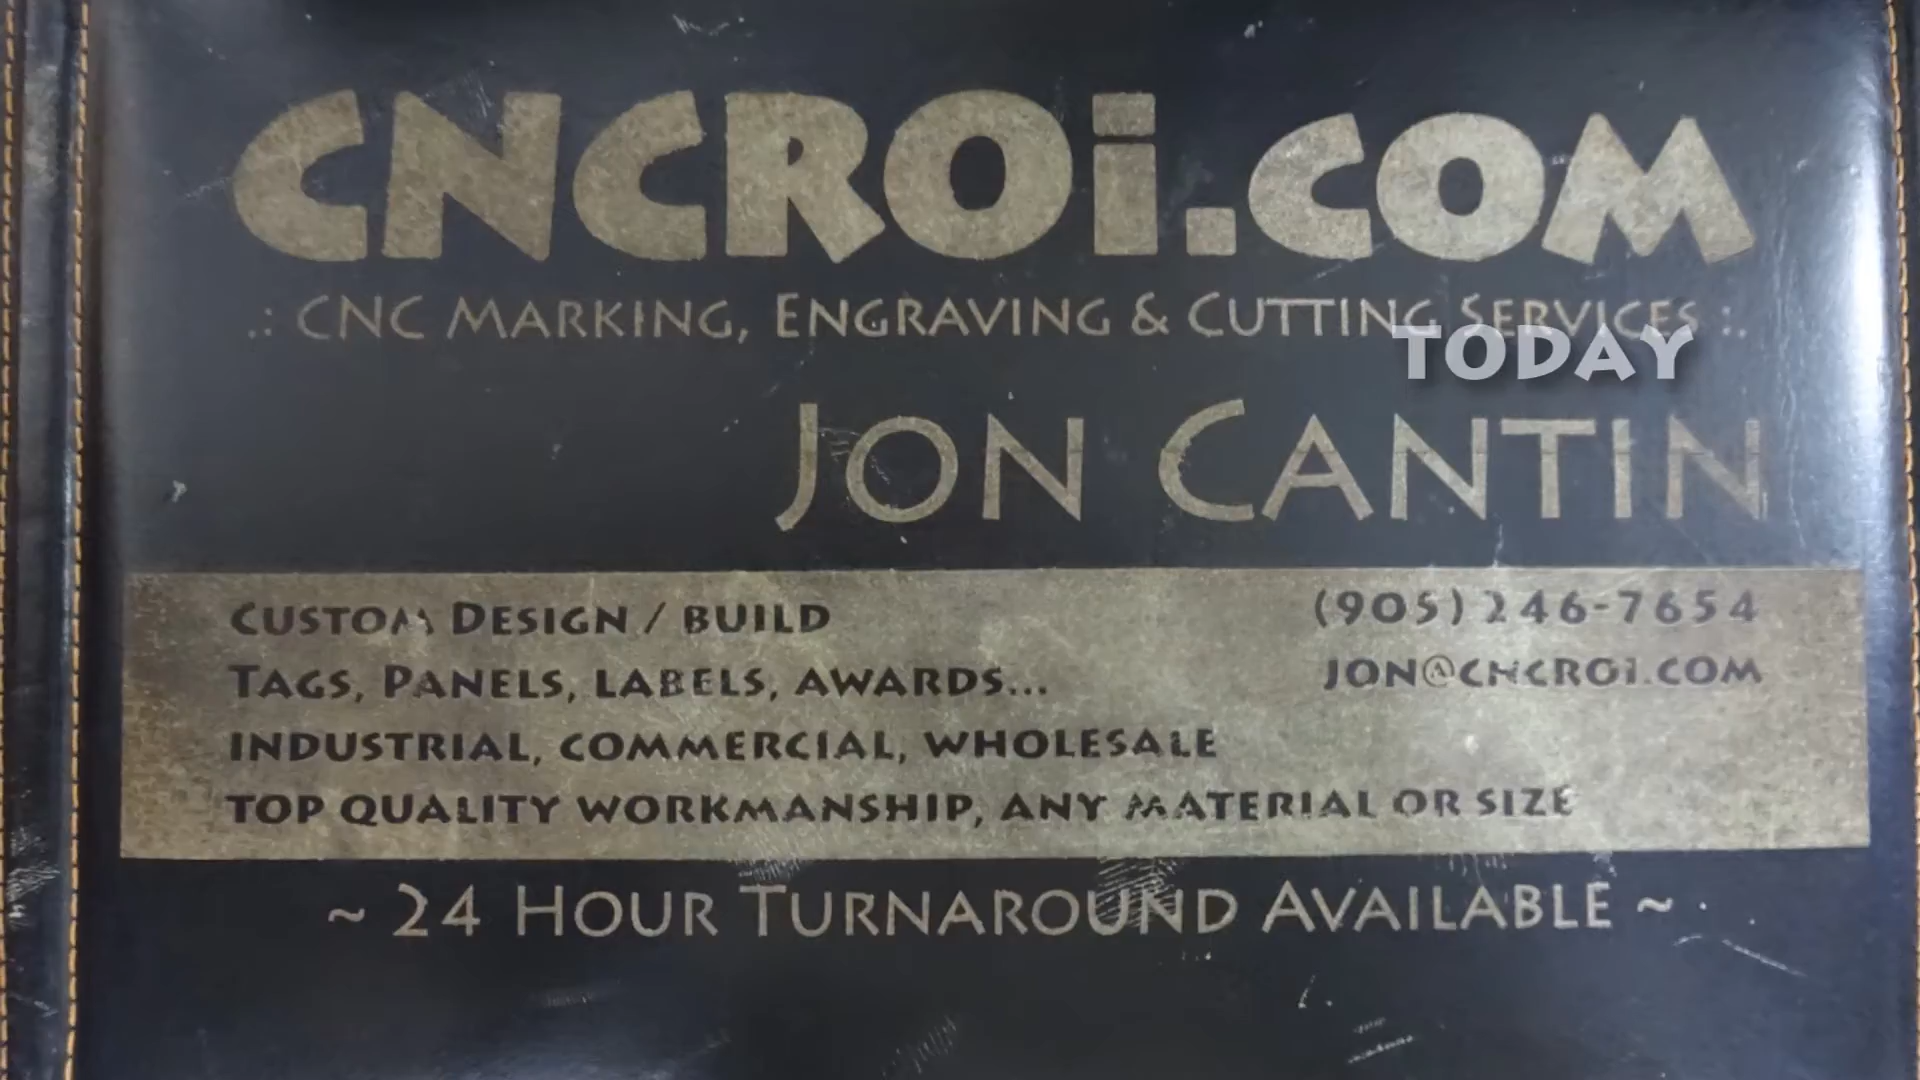 CNCROi.COM
.: CNC MARKING, ENGRAVING & CUTTING SERVICES :.
TODAY
JON CANTIN
CUSTOM DESIGN / BUILD
(905) 246-7654
TAGS, PANELS, LABELS, AWARDS...
JON@CNCROi.COM
INDUSTRIAL, COMMERCIAL, WHOLESALE
TOP QUALITY WORKMANSHIP, ANY MATERIAL OR SIZE
~ 24 HOUR TURNAROUND AVAILABLE ~